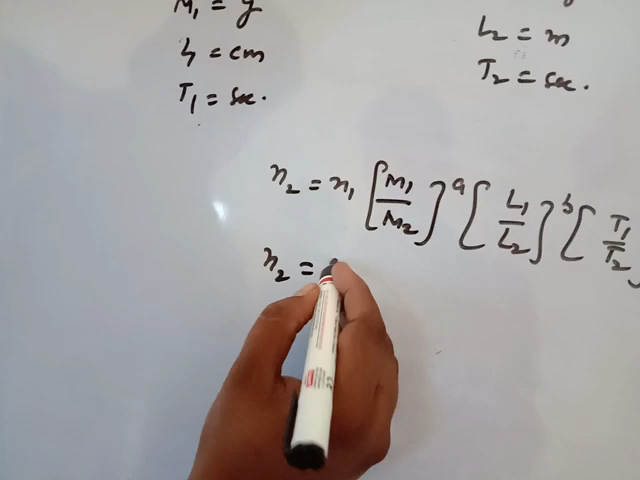 M₁ = g
L₂ = m
L₁ = cm
T₂ = sec.
T₁ = sec.
n₂ = n₁ [M₁/M₂]ᵃ [L₁/L₂]ᵇ [T₁/T₂]
n₂ =